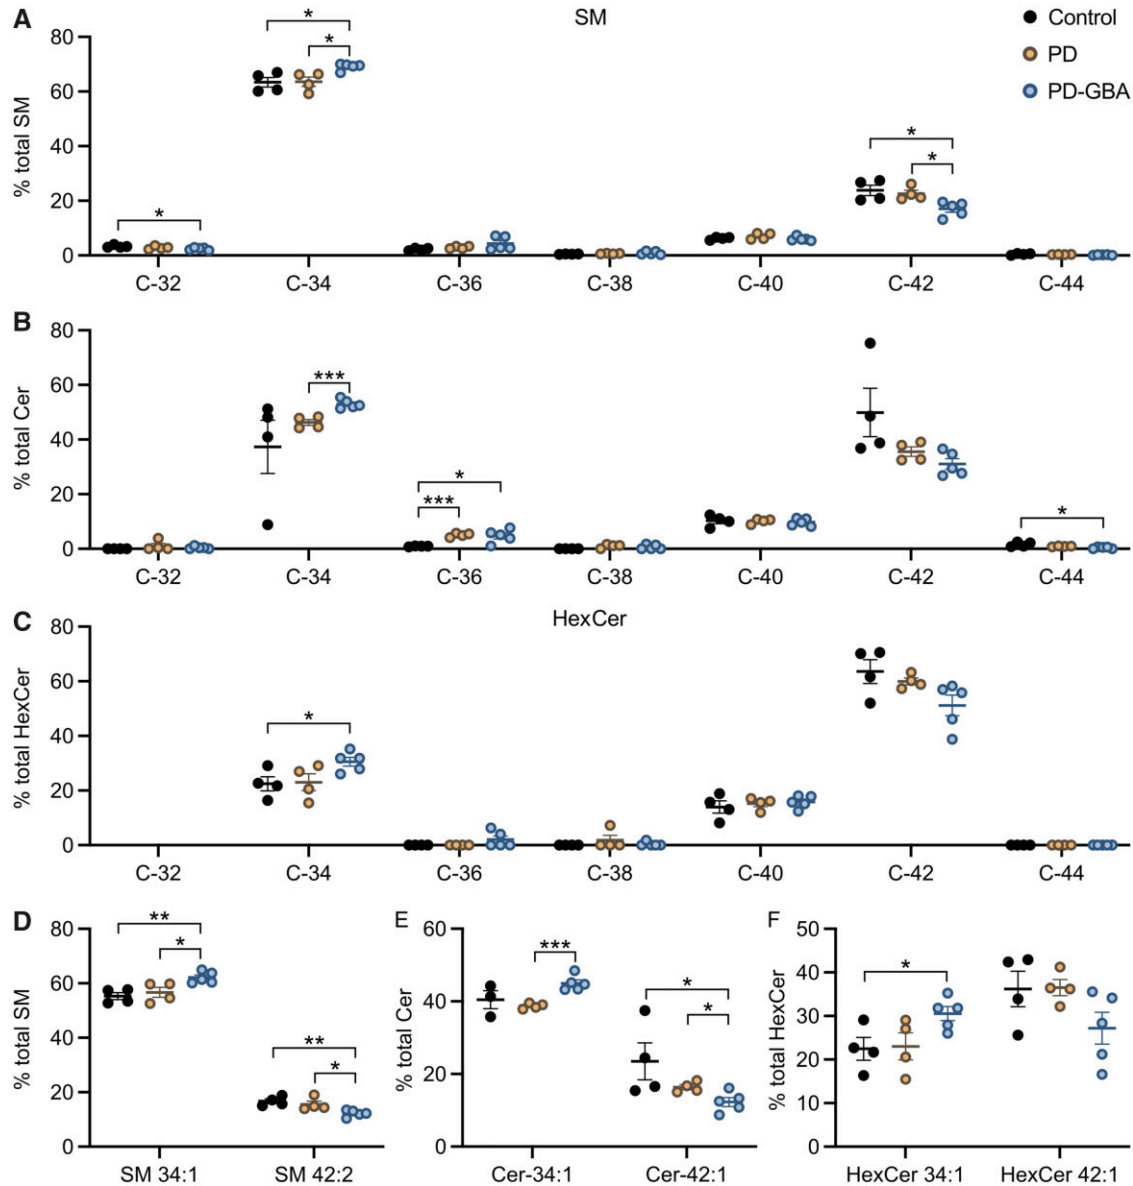 A
SM
Control
PD
PD-GBA
% total SM
80
60
40
20
0
*
*
*
*
*
C-32
C-34
C-36
C-38
C-40
C-42
C-44
B
% total Cer
80
60
40
20
0
***
*
***
*
C-32
C-34
C-36
C-38
C-40
C-42
C-44
C
HexCer
% total HexCer
80
60
40
20
0
*
C-32
C-34
C-36
C-38
C-40
C-42
C-44
D
% total SM
80
60
40
20
0
**
*
**
*
SM 34:1
SM 42:2
E
% total Cer
60
40
20
0
***
*
*
Cer-34:1
Cer-42:1
F
% total HexCer
50
40
30
20
10
0
*
HexCer 34:1
HexCer 42:1